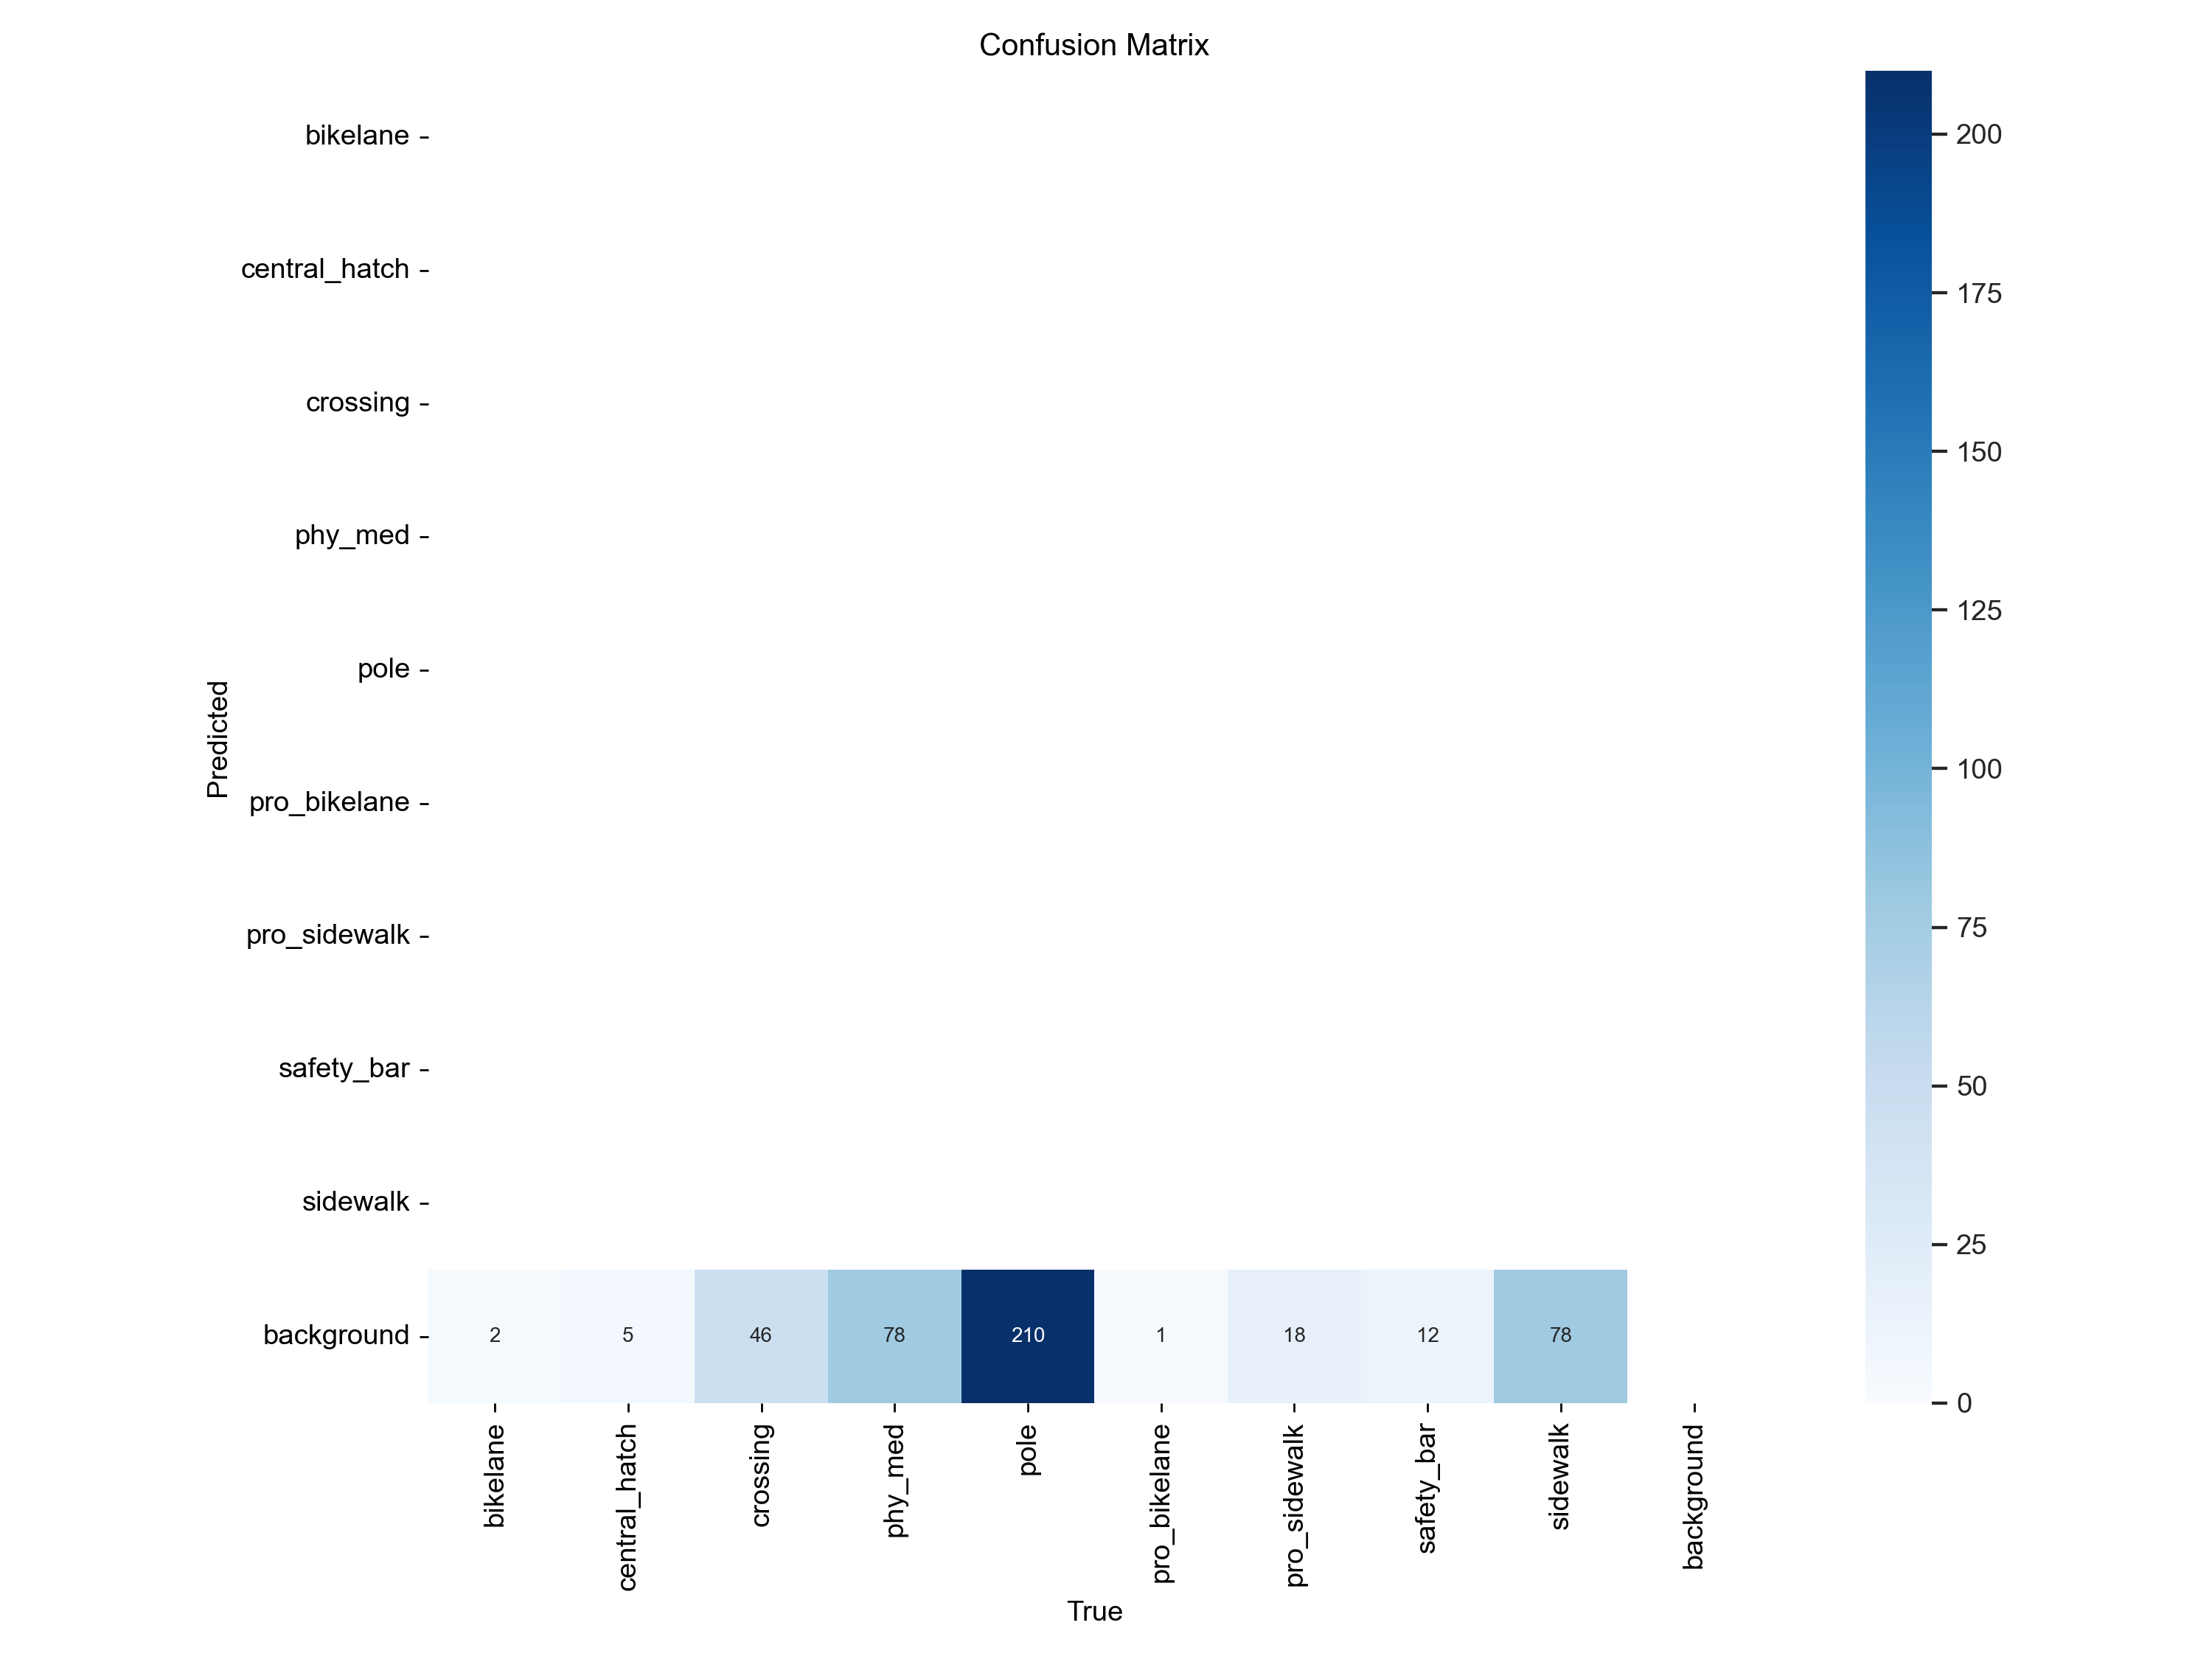 Confusion Matrix
bikelane
central_hatch
crossing
phy_med
pole
pro_bikelane
pro_sidewalk
safety_bar
sidewalk
background
Predicted
2 5 46 78 210 1 18 12 78
bikelane central_hatch crossing phy_med pole pro_bikelane pro_sidewalk safety_bar sidewalk background
True
200
175
150
125
100
75
50
25
0